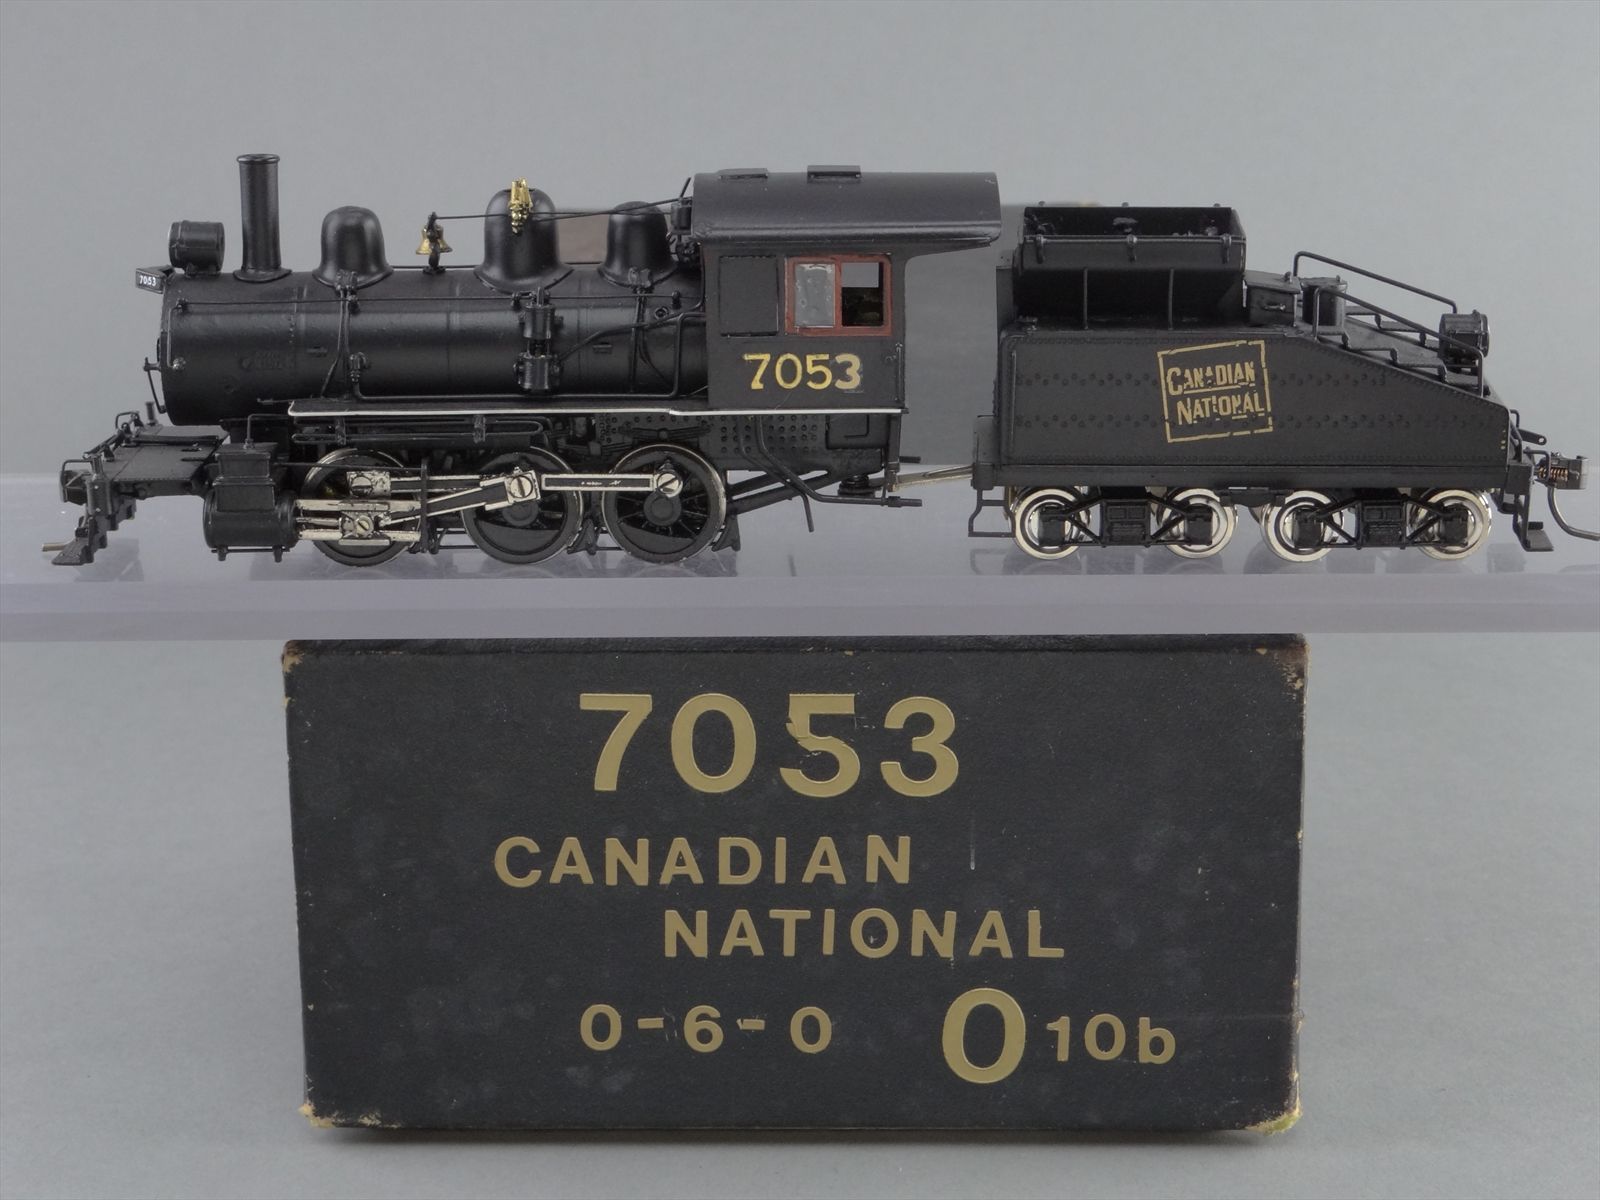 7053
7053
CANADIAN
NATIONAL
7053
CANADIAN
NATIONAL
0-6-0 O10b